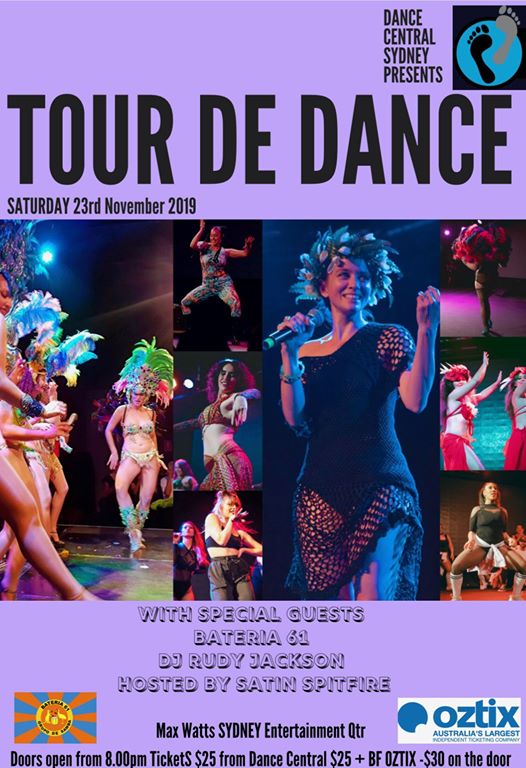 DANCE
CENTRAL
SYDNEY
PRESENTS
TOUR DE DANCE
SATURDAY 23rd November 2019
WITH SPECIAL GUESTS
BATERIA 61
DJ RUDY JACKSON
HOSTED BY SATIN SPITFIRE
BATERIA 61
Max Watts SYDNEY Entertainment Qtr
oztix
AUSTRALIA'S LARGEST
INDEPENDENT TICKETING COMPANY
Doors open from 8.00pm TicketS $25 from Dance Central $25 + BF OZTIX -$30 on the door